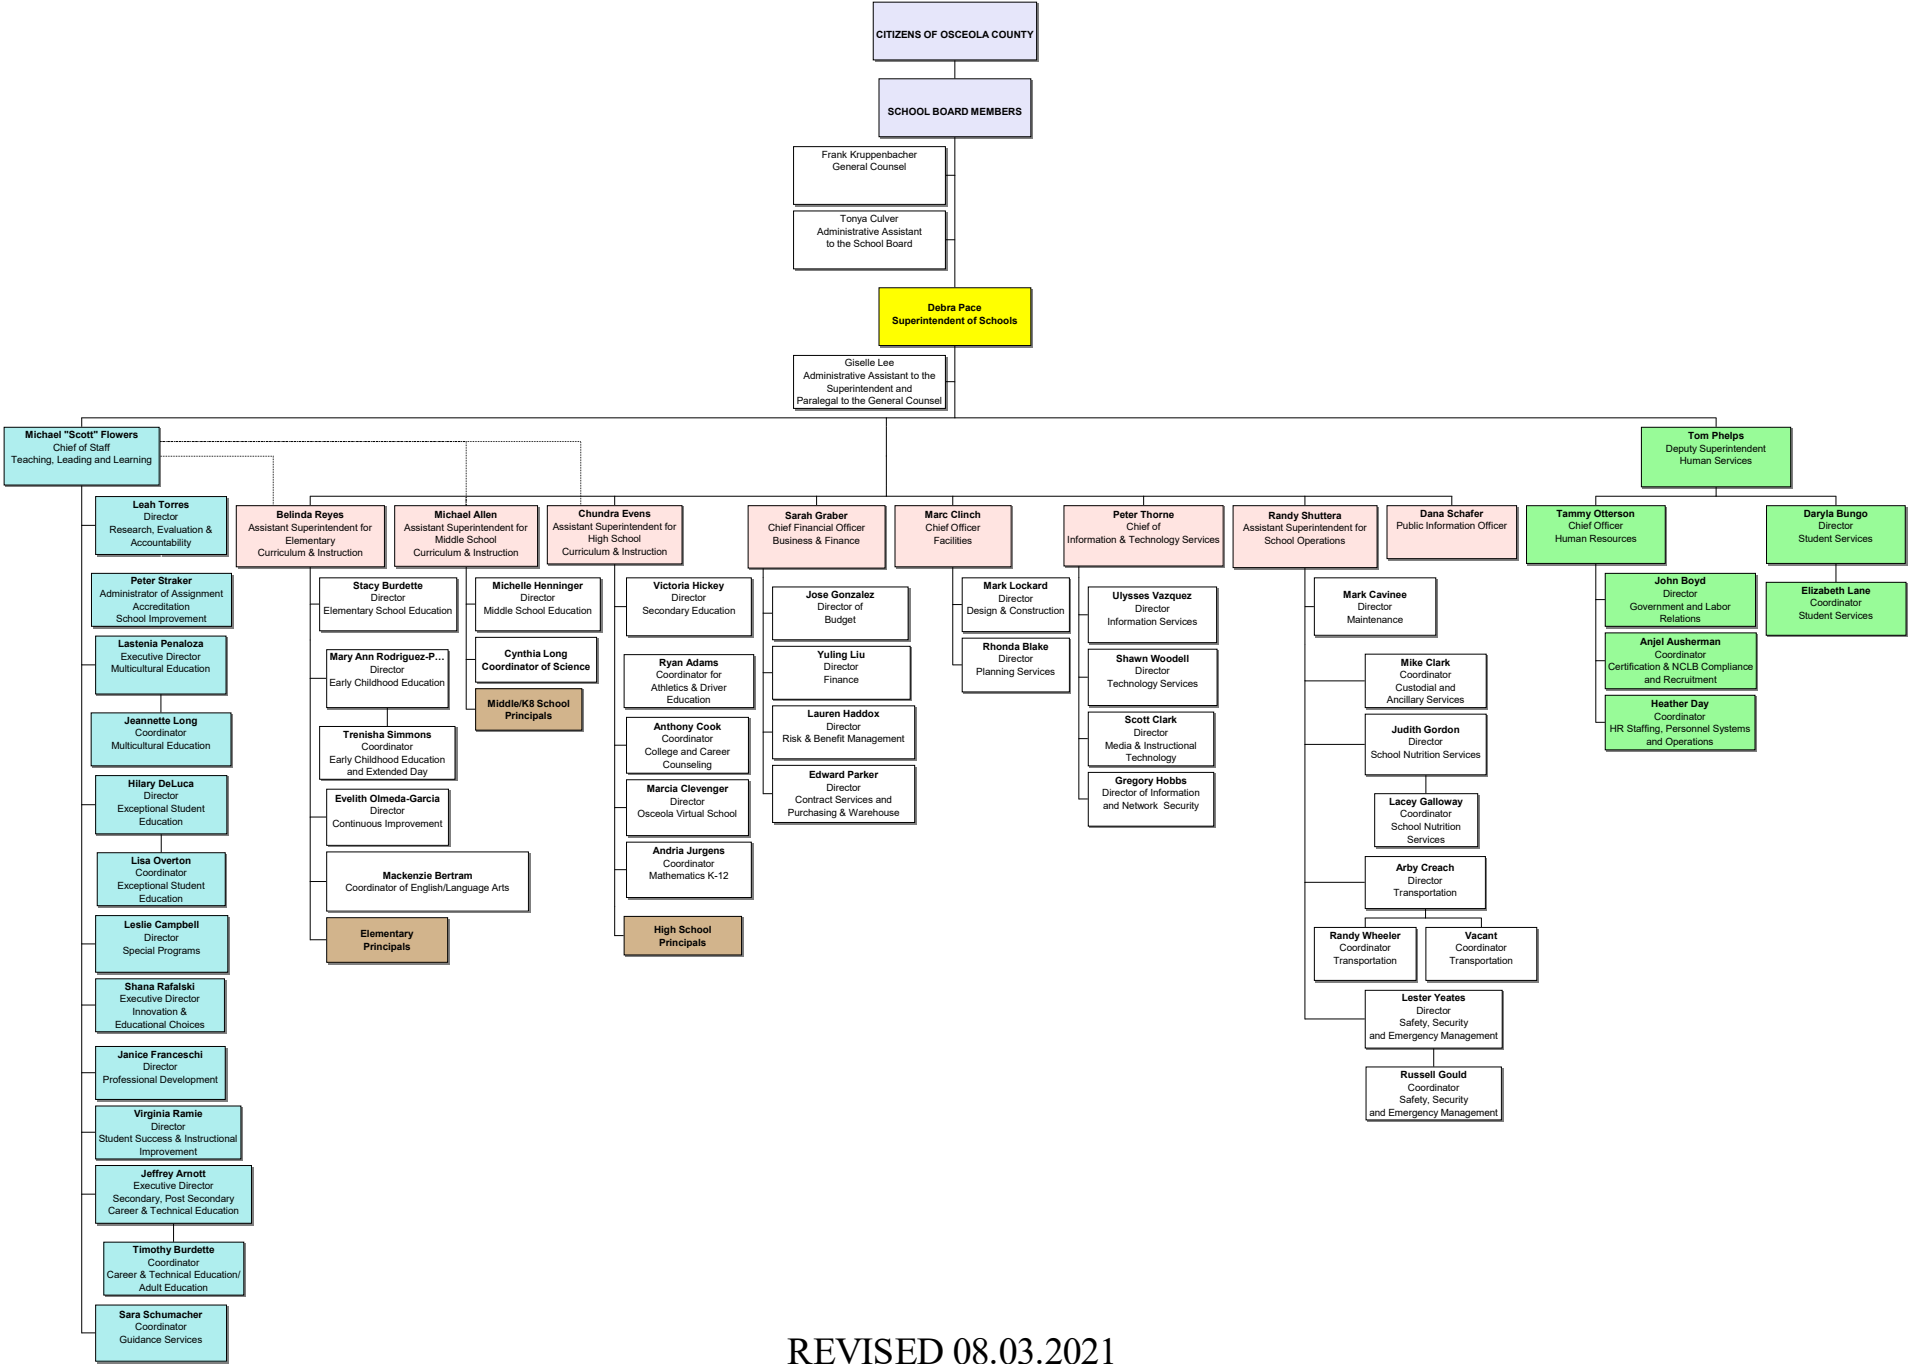 CITIZENS OF OSCEOLA COUNTY
SCHOOL BOARD MEMBERS
Frank Kruppenbacher
General Counsel
Tonya Culver
Administrative Assistant
to the School Board
Debra Pace
Superintendent of Schools
Giselle Lee
Administrative Assistant to the
Superintendent and
Paralegal to the General Counsel
Michael "Scott" Flowers
Chief of Staff
Teaching, Leading and Learning
Tom Phelps
Deputy Superintendent
Human Services
Leah Torres
Director
Research, Evaluation &
Accountability
Peter Straker
Administrator of Assignment
Accreditation
School Improvement
Lastenia Penaloza
Executive Director
Multicultural Education
Jeannette Long
Coordinator
Multicultural Education
Hilary DeLuca
Director
Exceptional Student
Education
Lisa Overton
Coordinator
Exceptional Student
Education
Leslie Campbell
Director
Special Programs
Shana Rafalski
Executive Director
Innovation &
Educational Choices
Janice Franceschi
Director
Professional Development
Virginia Ramie
Director
Student Success & Instructional
Improvement
Jeffrey Arnott
Executive Director
Secondary, Post Secondary
Career & Technical Education
Timothy Burdette
Coordinator
Career & Technical Education/
Adult Education
Sara Schumacher
Coordinator
Guidance Services
Belinda Reyes
Assistant Superintendent for
Elementary
Curriculum & Instruction
Stacy Burdette
Director
Elementary School Education
Mary Ann Rodriguez-P...
Director
Early Childhood Education
Trenisha Simmons
Coordinator
Early Childhood Education
and Extended Day
Evelith Olmeda-Garcia
Director
Continuous Improvement
Mackenzie Bertram
Coordinator of English/Language Arts
Elementary
Principals
Michael Allen
Assistant Superintendent for
Middle School
Curriculum & Instruction
Michelle Henninger
Director
Middle School Education
Cynthia Long
Coordinator of Science
Middle/K8 School
Principals
Chundra Evens
Assistant Superintendent for
High School
Curriculum & Instruction
Victoria Hickey
Director
Secondary Education
Ryan Adams
Coordinator for
Athletics & Driver
Education
Anthony Cook
Coordinator
College and Career
Counseling
Marcia Clevenger
Director
Osceola Virtual School
Andria Jurgens
Coordinator
Mathematics K-12
High School
Principals
Sarah Graber
Chief Financial Officer
Business & Finance
Jose Gonzalez
Director of
Budget
Yuling Liu
Director
Finance
Lauren Haddox
Director
Risk & Benefit Management
Edward Parker
Director
Contract Services and
Purchasing & Warehouse
Marc Clinch
Chief Officer
Facilities
Mark Lockard
Director
Design & Construction
Rhonda Blake
Director
Planning Services
Peter Thorne
Chief of
Information & Technology Services
Ulysses Vazquez
Director
Information Services
Shawn Woodell
Director
Technology Services
Scott Clark
Director
Media & Instructional
Technology
Gregory Hobbs
Director of Information
and Network Security
Randy Shuttera
Assistant Superintendent for
School Operations
Mark Cavinee
Director
Maintenance
Mike Clark
Coordinator
Custodial and
Ancillary Services
Judith Gordon
Director
School Nutrition Services
Lacey Galloway
Coordinator
School Nutrition
Services
Arby Creach
Director
Transportation
Randy Wheeler
Coordinator
Transportation
Vacant
Coordinator
Transportation
Lester Yeates
Director
Safety, Security
and Emergency Management
Russell Gould
Coordinator
Safety, Security
and Emergency Management
Dana Schafer
Public Information Officer
Tammy Otterson
Chief Officer
Human Resources
John Boyd
Director
Government and Labor
Relations
Anjel Ausherman
Coordinator
Certification & NCLB Compliance
and Recruitment
Heather Day
Coordinator
HR Staffing, Personnel Systems
and Operations
Daryla Bungo
Director
Student Services
Elizabeth Lane
Coordinator
Student Services
REVISED 08.03.2021